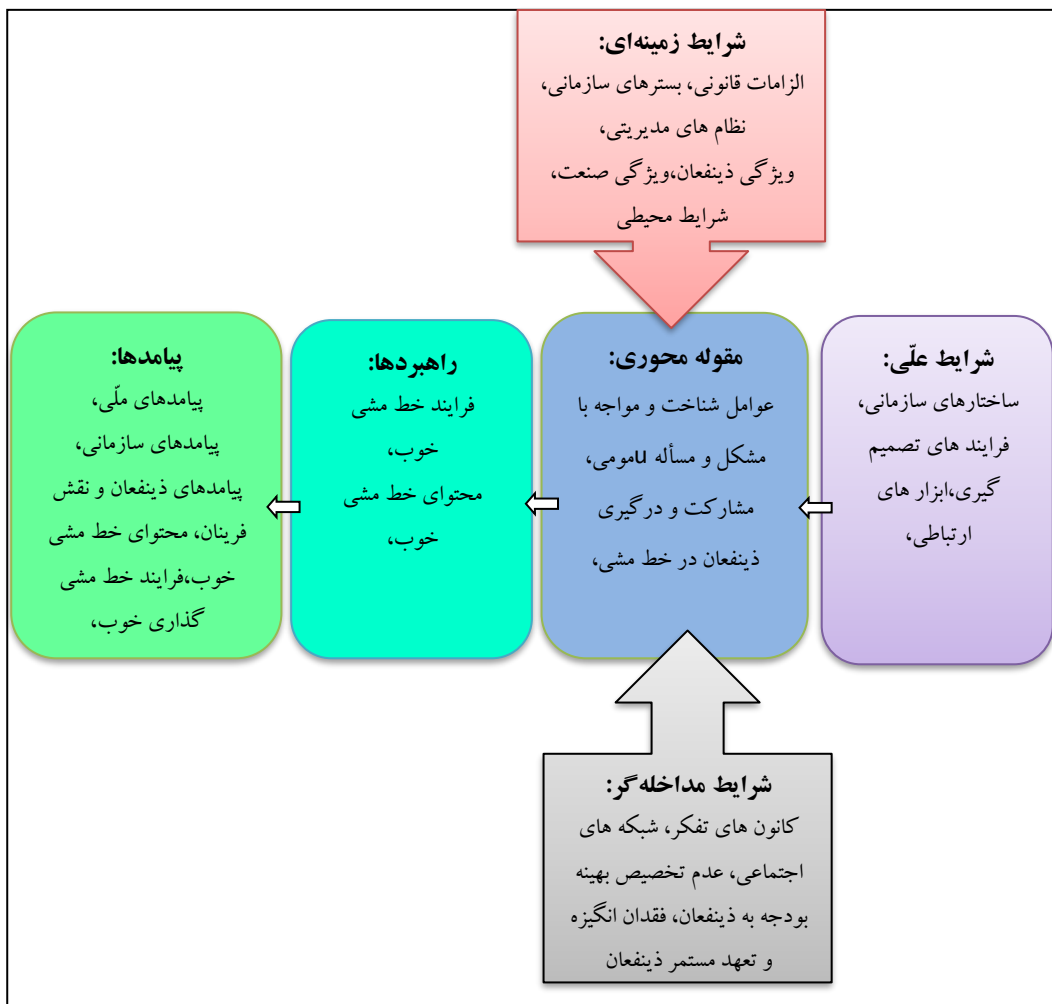 شرایط زمینه‌ای:
الزامات قانونی، بسترهای سازمانی،
نظام های مدیریتی،
ویژگی ذینفعان،ویژگی صنعت،
شرایط محیطی
شرایط علّی:
ساختارهای سازمانی،
فرایند های تصمیم
گیری،ابزار های
ارتباطی،
مقوله محوری:
عوامل شناخت و مواجه با
مشکل و مسأله uمومی،
مشارکت و درگیری
ذینفعان در خط مشی،
راهبردها:
فرایند خط مشی
خوب،
محتوای خط مشی
خوب،
پیامدها:
پیامدهای ملّی،
پیامدهای سازمانی،
پیامدهای ذینفعان و نقش
فرینان، محتوای خط مشی
خوب،فرایند خط مشی
گذاری خوب،
شرایط مداخله‌گر:
کانون های تفکر، شبکه های
اجتماعی، عدم تخصیص بهینه
بودجه به ذینفعان، فقدان انگیزه
و تعهد مستمر ذینفعان